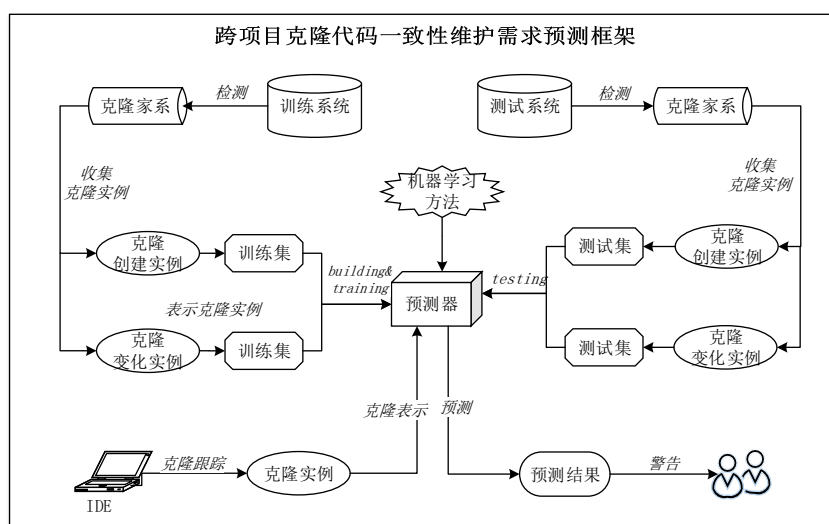 跨项目克隆代码一致性维护需求预测框架
克隆家系
检测
训练系统
测试系统
检测
克隆家系
收集
克隆实例
机器学习
方法
收集
克隆实例
克隆
创建实例
训练集
building&
training
预测器
testing
测试集
克隆
创建实例
表示克隆实例
克隆
变化实例
训练集
测试集
克隆
变化实例
克隆表示
预测
IDE
克隆跟踪
克隆实例
预测结果
警告